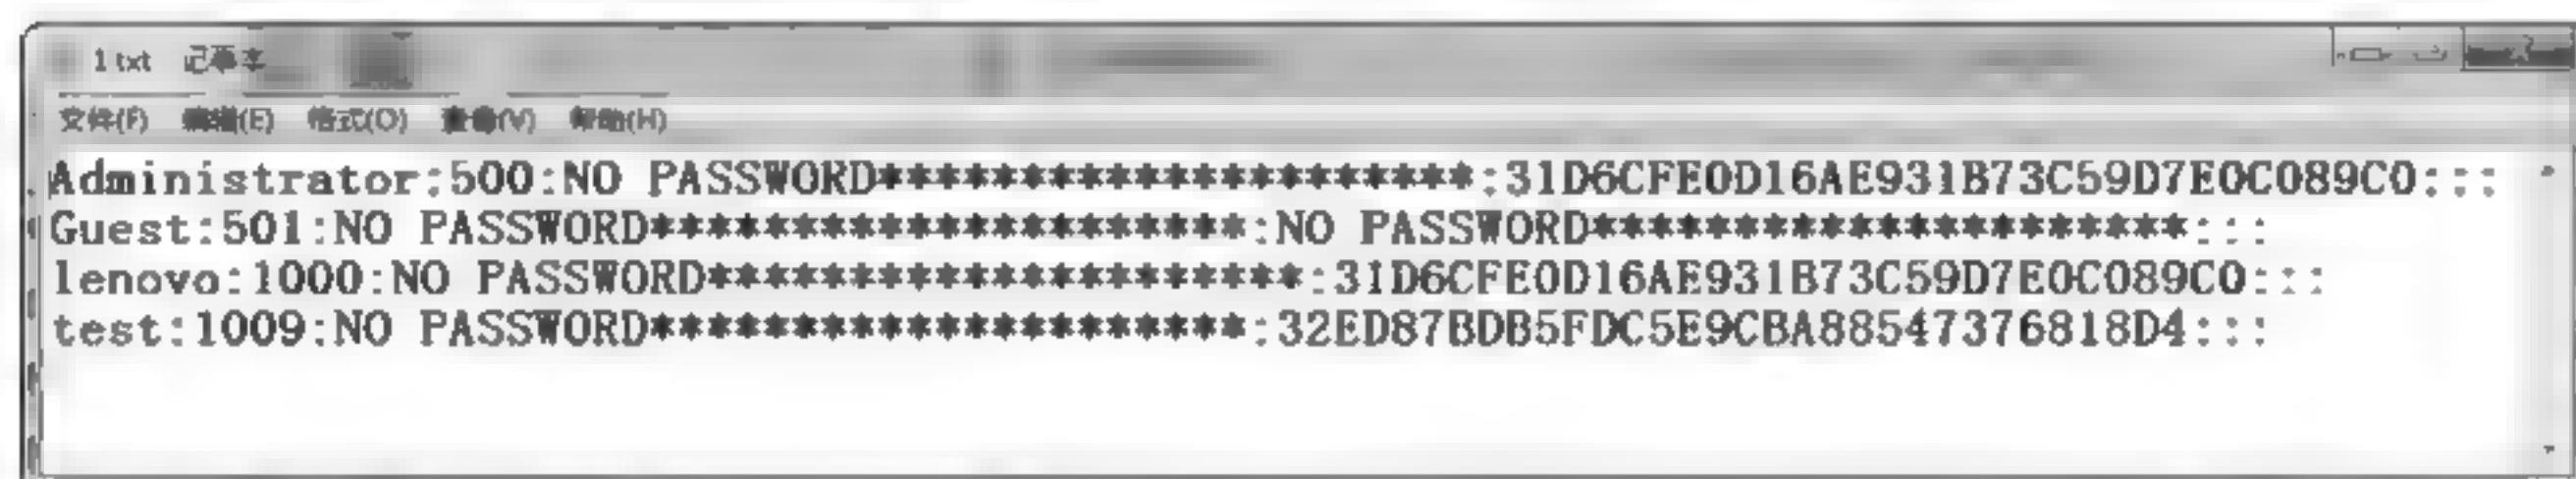 1 txt 记事本
文件(F) 编辑(E) 格式(O) 查看(V) 帮助(H)
Administrator:500:NO PASSWORD*********************:31D6CFE0D16AE931B73C59D7E0C089C0:::
Guest:501:NO PASSWORD*********************:NO PASSWORD*********************:::
lenovo:1000:NO PASSWORD*********************:31D6CFE0D16AE931B73C59D7E0C089C0:::
test:1009:NO PASSWORD*********************:32ED87BDB5FDC5E9CBA88547376818D4:::